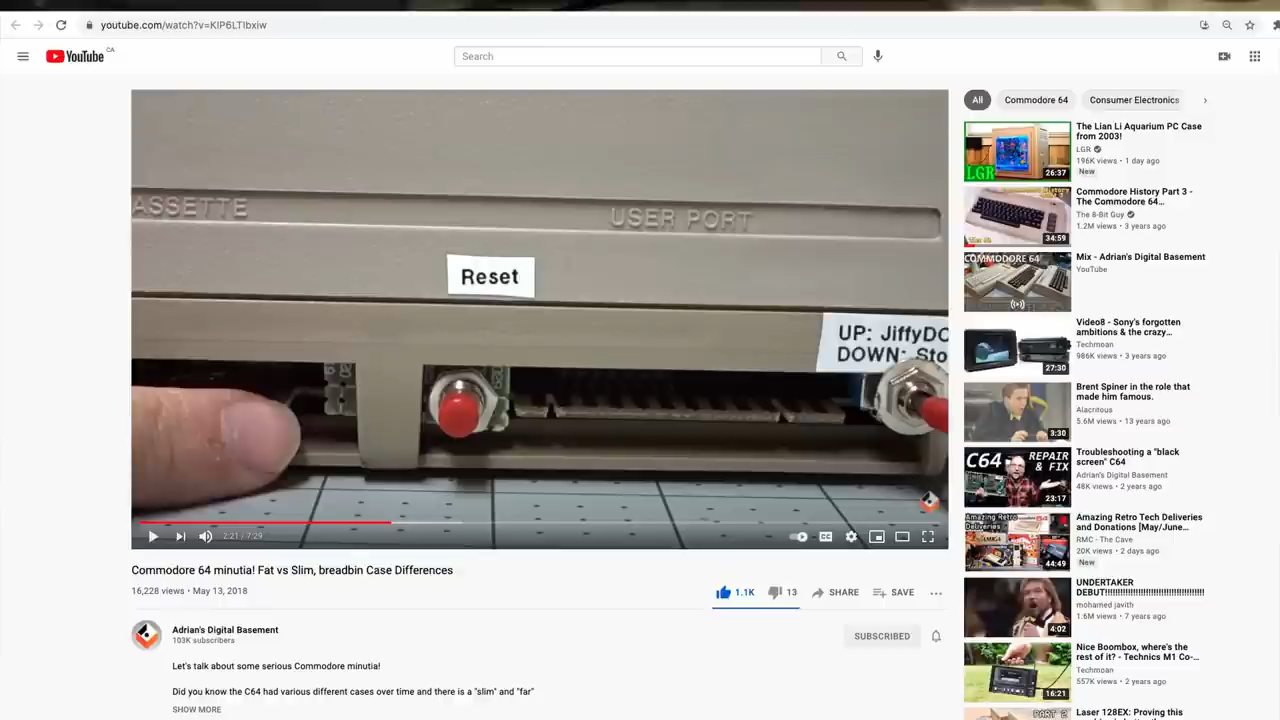 youtube.com/watch?v=KIP6LTIbxiw
YouTube CA
Search
ASSETTE
USER PORT
Reset
UP: JiffyDO
DOWN: Sto
2:21 / 7:29
CC
Commodore 64 minutia! Fat vs Slim, breadbin Case Differences
16,228 views • May 13, 2018
1.1K
13
SHARE
SAVE
Adrian's Digital Basement
103K subscribers
SUBSCRIBED
Let's talk about some serious Commodore minutia!
Did you know the C64 had various different cases over time and there is a "slim" and "far"
SHOW MORE
All
Commodore 64
Consumer Electronics
LGR
26:37
The Lian Li Aquarium PC Case
from 2003!
LGR
196K views • 1 day ago
New
34:59
Commodore History Part 3 -
The Commodore 64…
The 8-Bit Guy
1.2M views • 3 years ago
COMMODORE 64
Mix - Adrian's Digital Basement
YouTube
27:30
Video8 - Sony's forgotten
ambitions & the crazy…
Techmoan
986K views • 3 years ago
3:30
Brent Spiner in the role that
made him famous.
Alacritous
5.6M views • 13 years ago
C64 REPAIR
& FIX
23:17
Troubleshooting a "black
screen" C64
Adrian's Digital Basement
48K views • 2 years ago
Amazing Retro Tech
Deliveries
44:49
Amazing Retro Tech Deliveries
and Donations [May/June…
RMC - The Cave
20K views • 2 days ago
New
4:02
UNDERTAKER
DEBUT!!!!!!!!!!!!!!!!!!!!!!!!!!!!!!!!!!!
mohamed javith
1.6M views • 7 years ago
16:21
Nice Boombox, where's the
rest of it? - Technics M1 Co-…
Techmoan
557K views • 2 years ago
PART 2
Laser 128EX: Proving this